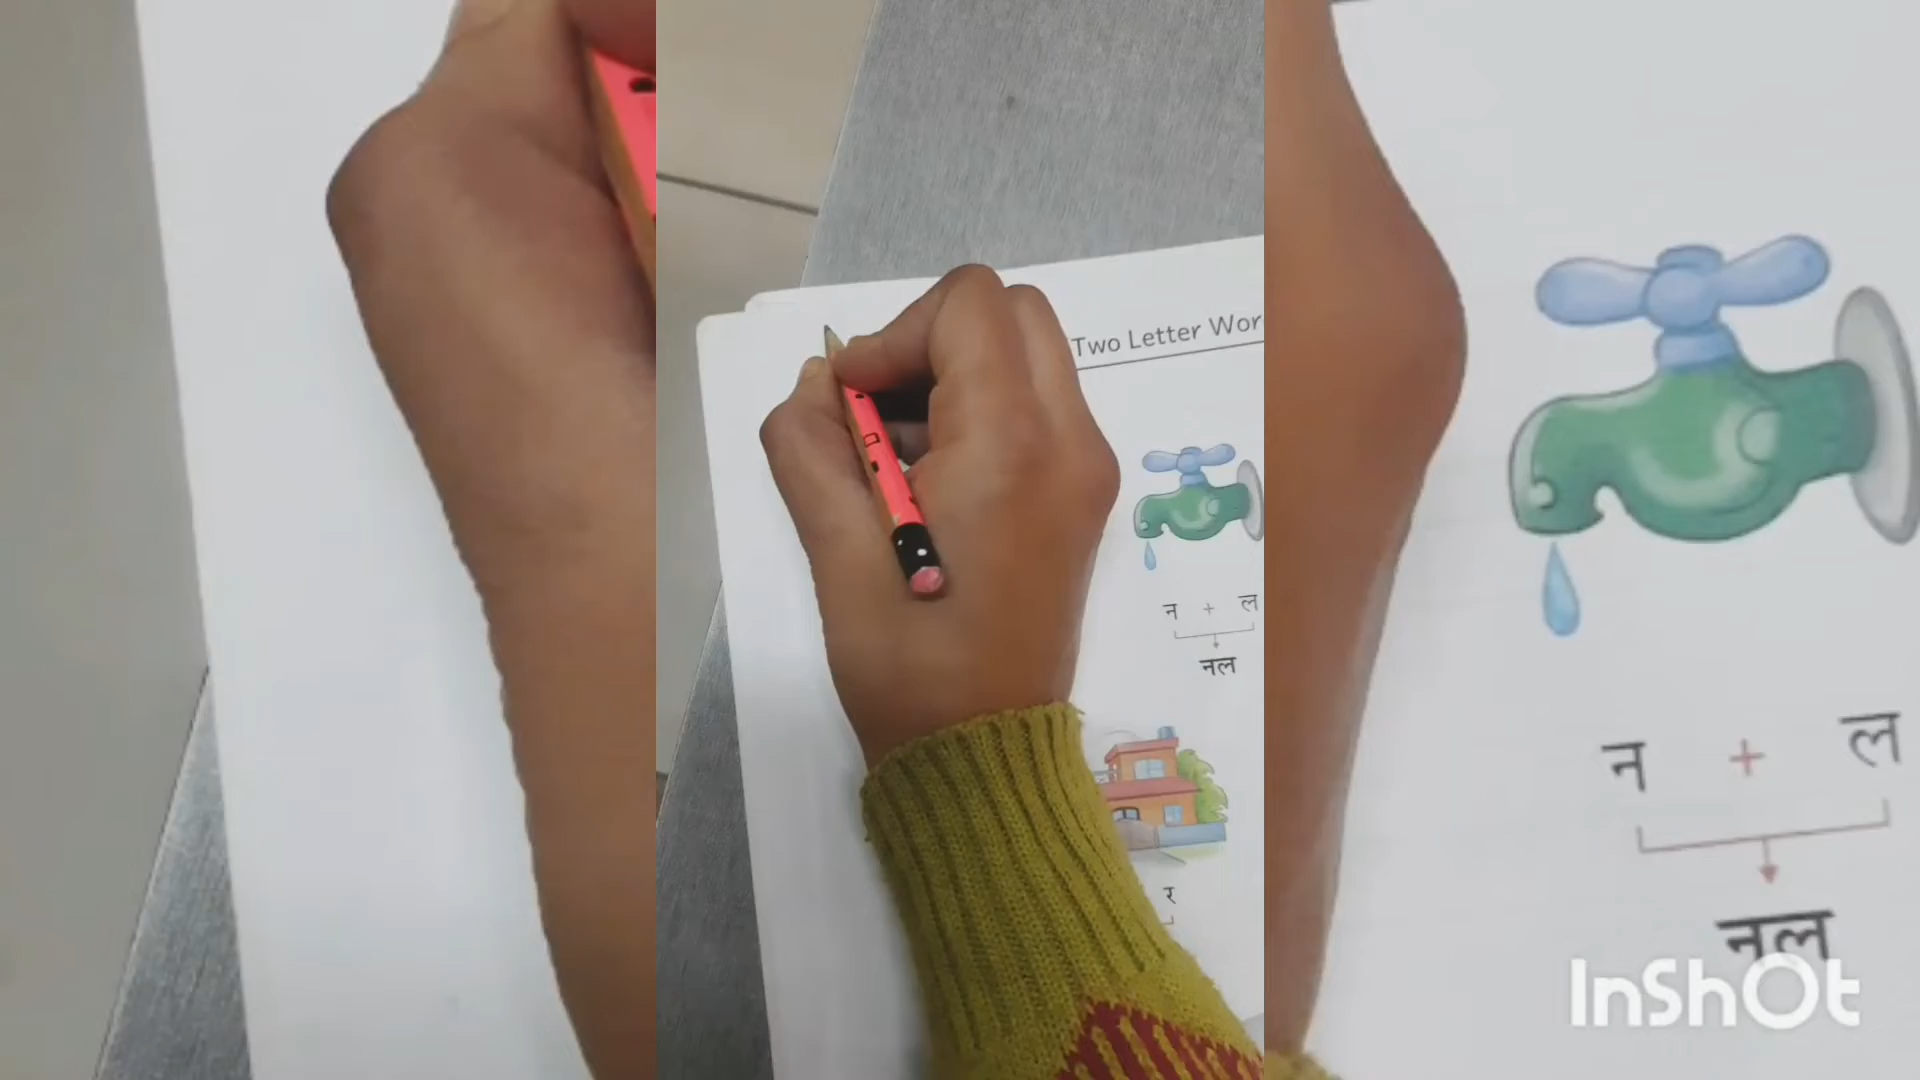 Two Letter Wor
न + ल
नल
र
न + ल
नल
InShOt